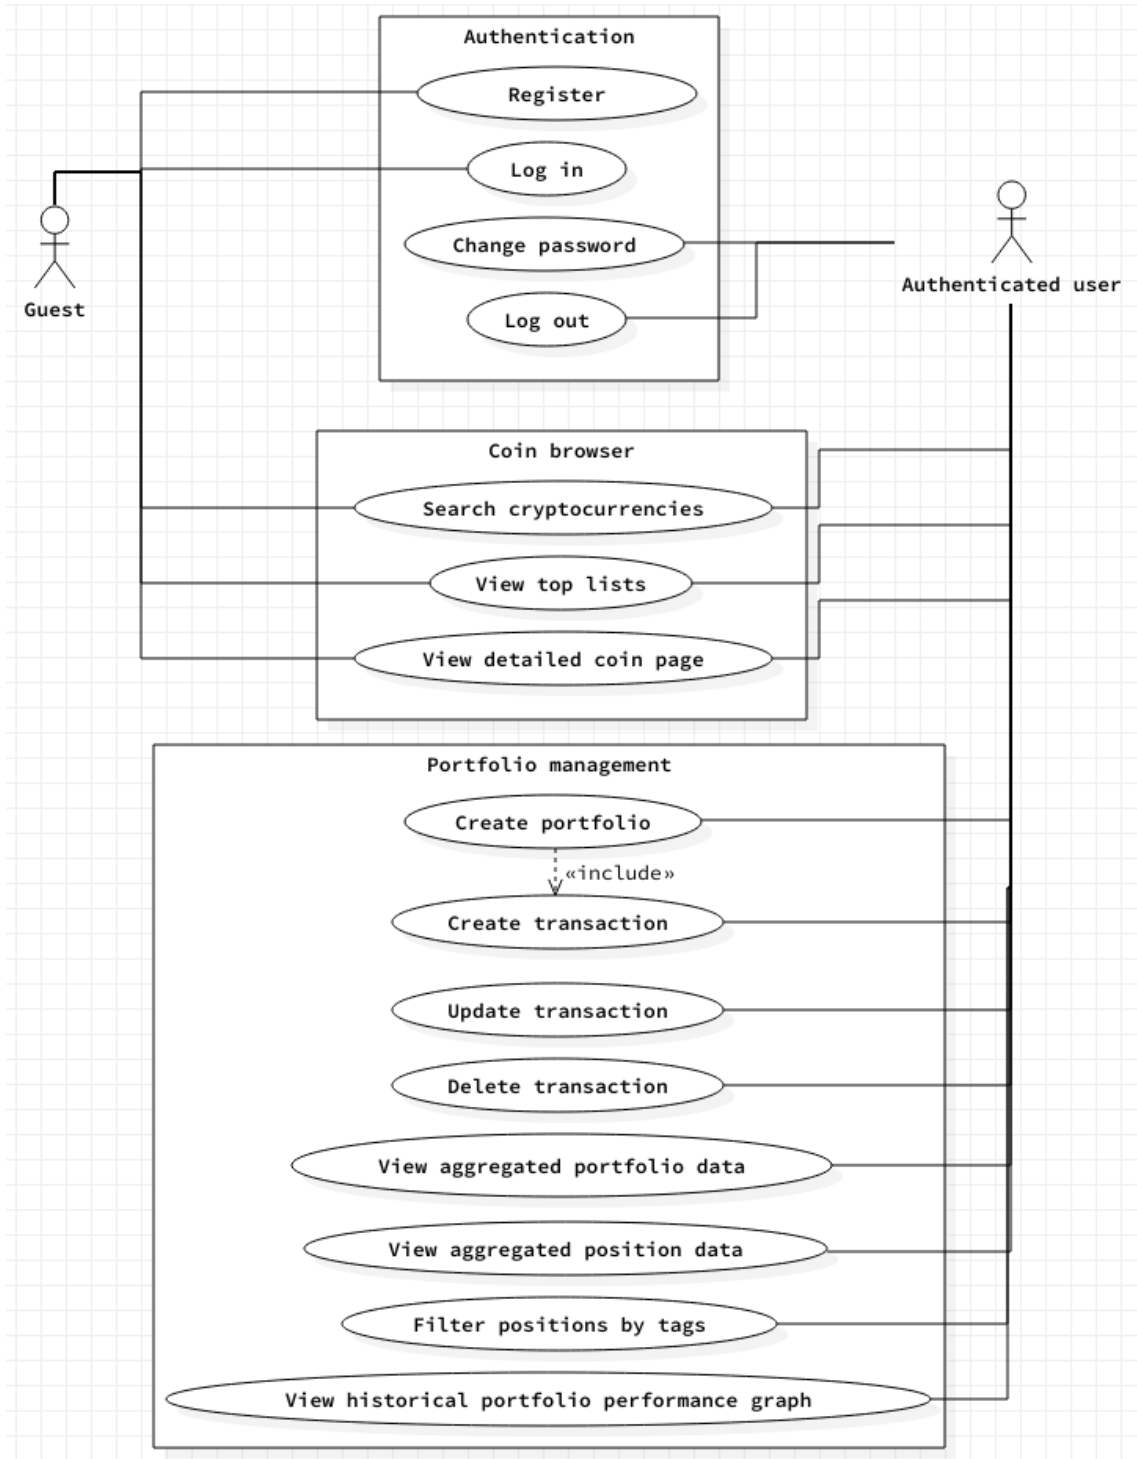 Authentication
Register
Log in
Change password
Log out
Guest
Authenticated user
Coin browser
Search cryptocurrencies
View top lists
View detailed coin page
Portfolio management
Create portfolio
«include»
Create transaction
Update transaction
Delete transaction
View aggregated portfolio data
View aggregated position data
Filter positions by tags
View historical portfolio performance graph